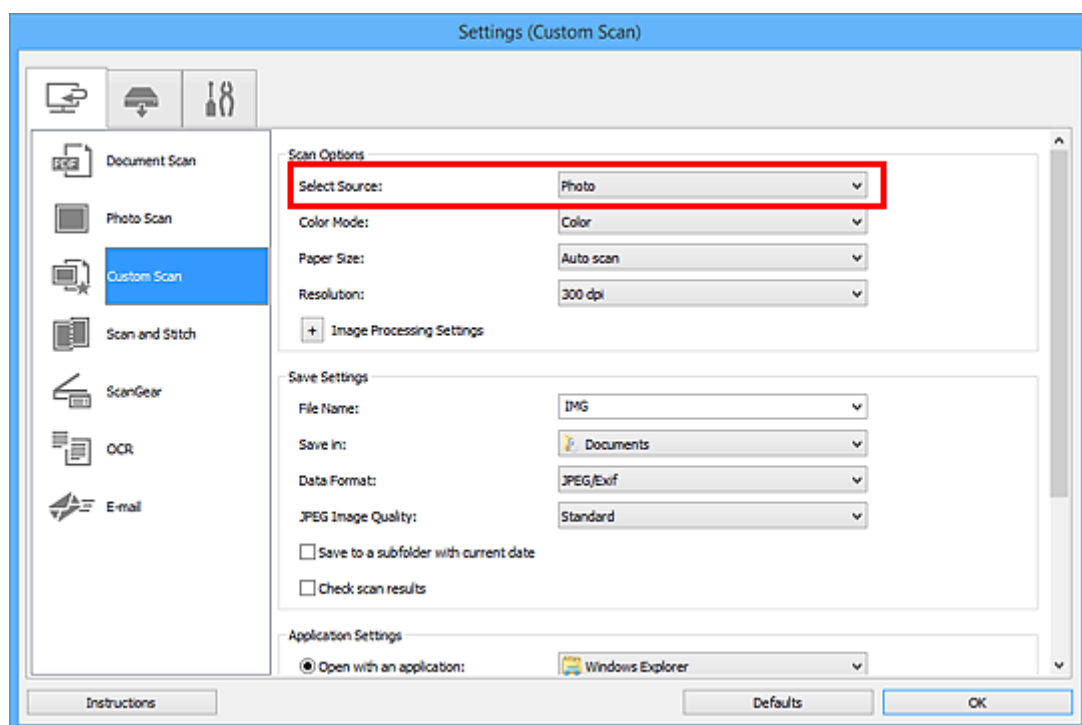 Settings (Custom Scan)
PDF
Document Scan
Photo Scan
Custom Scan
Scan and Stitch
ScanGear
OCR
E-mail
Scan Options
Select Source: Photo
Color Mode: Color
Paper Size: Auto scan
Resolution: 300 dpi
+ Image Processing Settings
Save Settings
File Name: IMG
Save in: Documents
Data Format: JPEG/Exif
JPEG Image Quality: Standard
Save to a subfolder with current date
Check scan results
Application Settings
Open with an application: Windows Explorer
Instructions Defaults OK